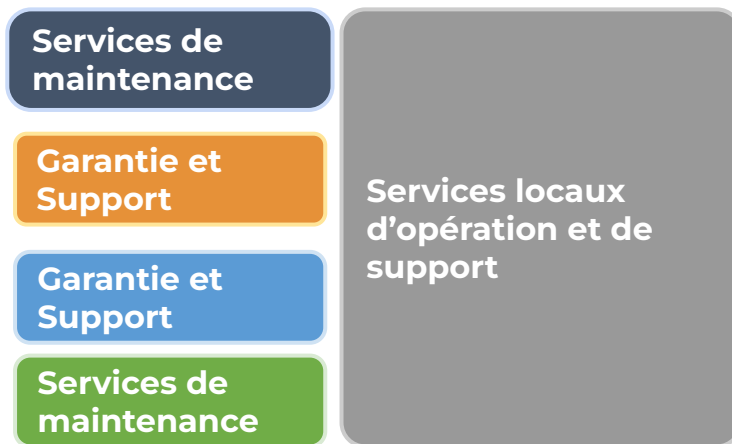 Services de
maintenance
Garantie et
Support
Garantie et
Support
Services de
maintenance
Services locaux
d’opération et de
support